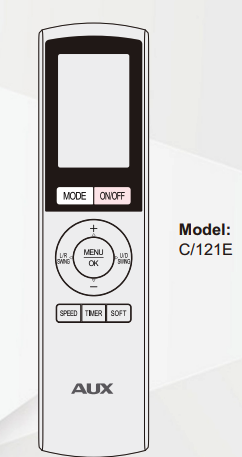 MODE ON/OFF
+
L/R SWING
MENU
OK
U/D SWING
−
SPEED TIMER SOFT
AUX
Model:
C/121E